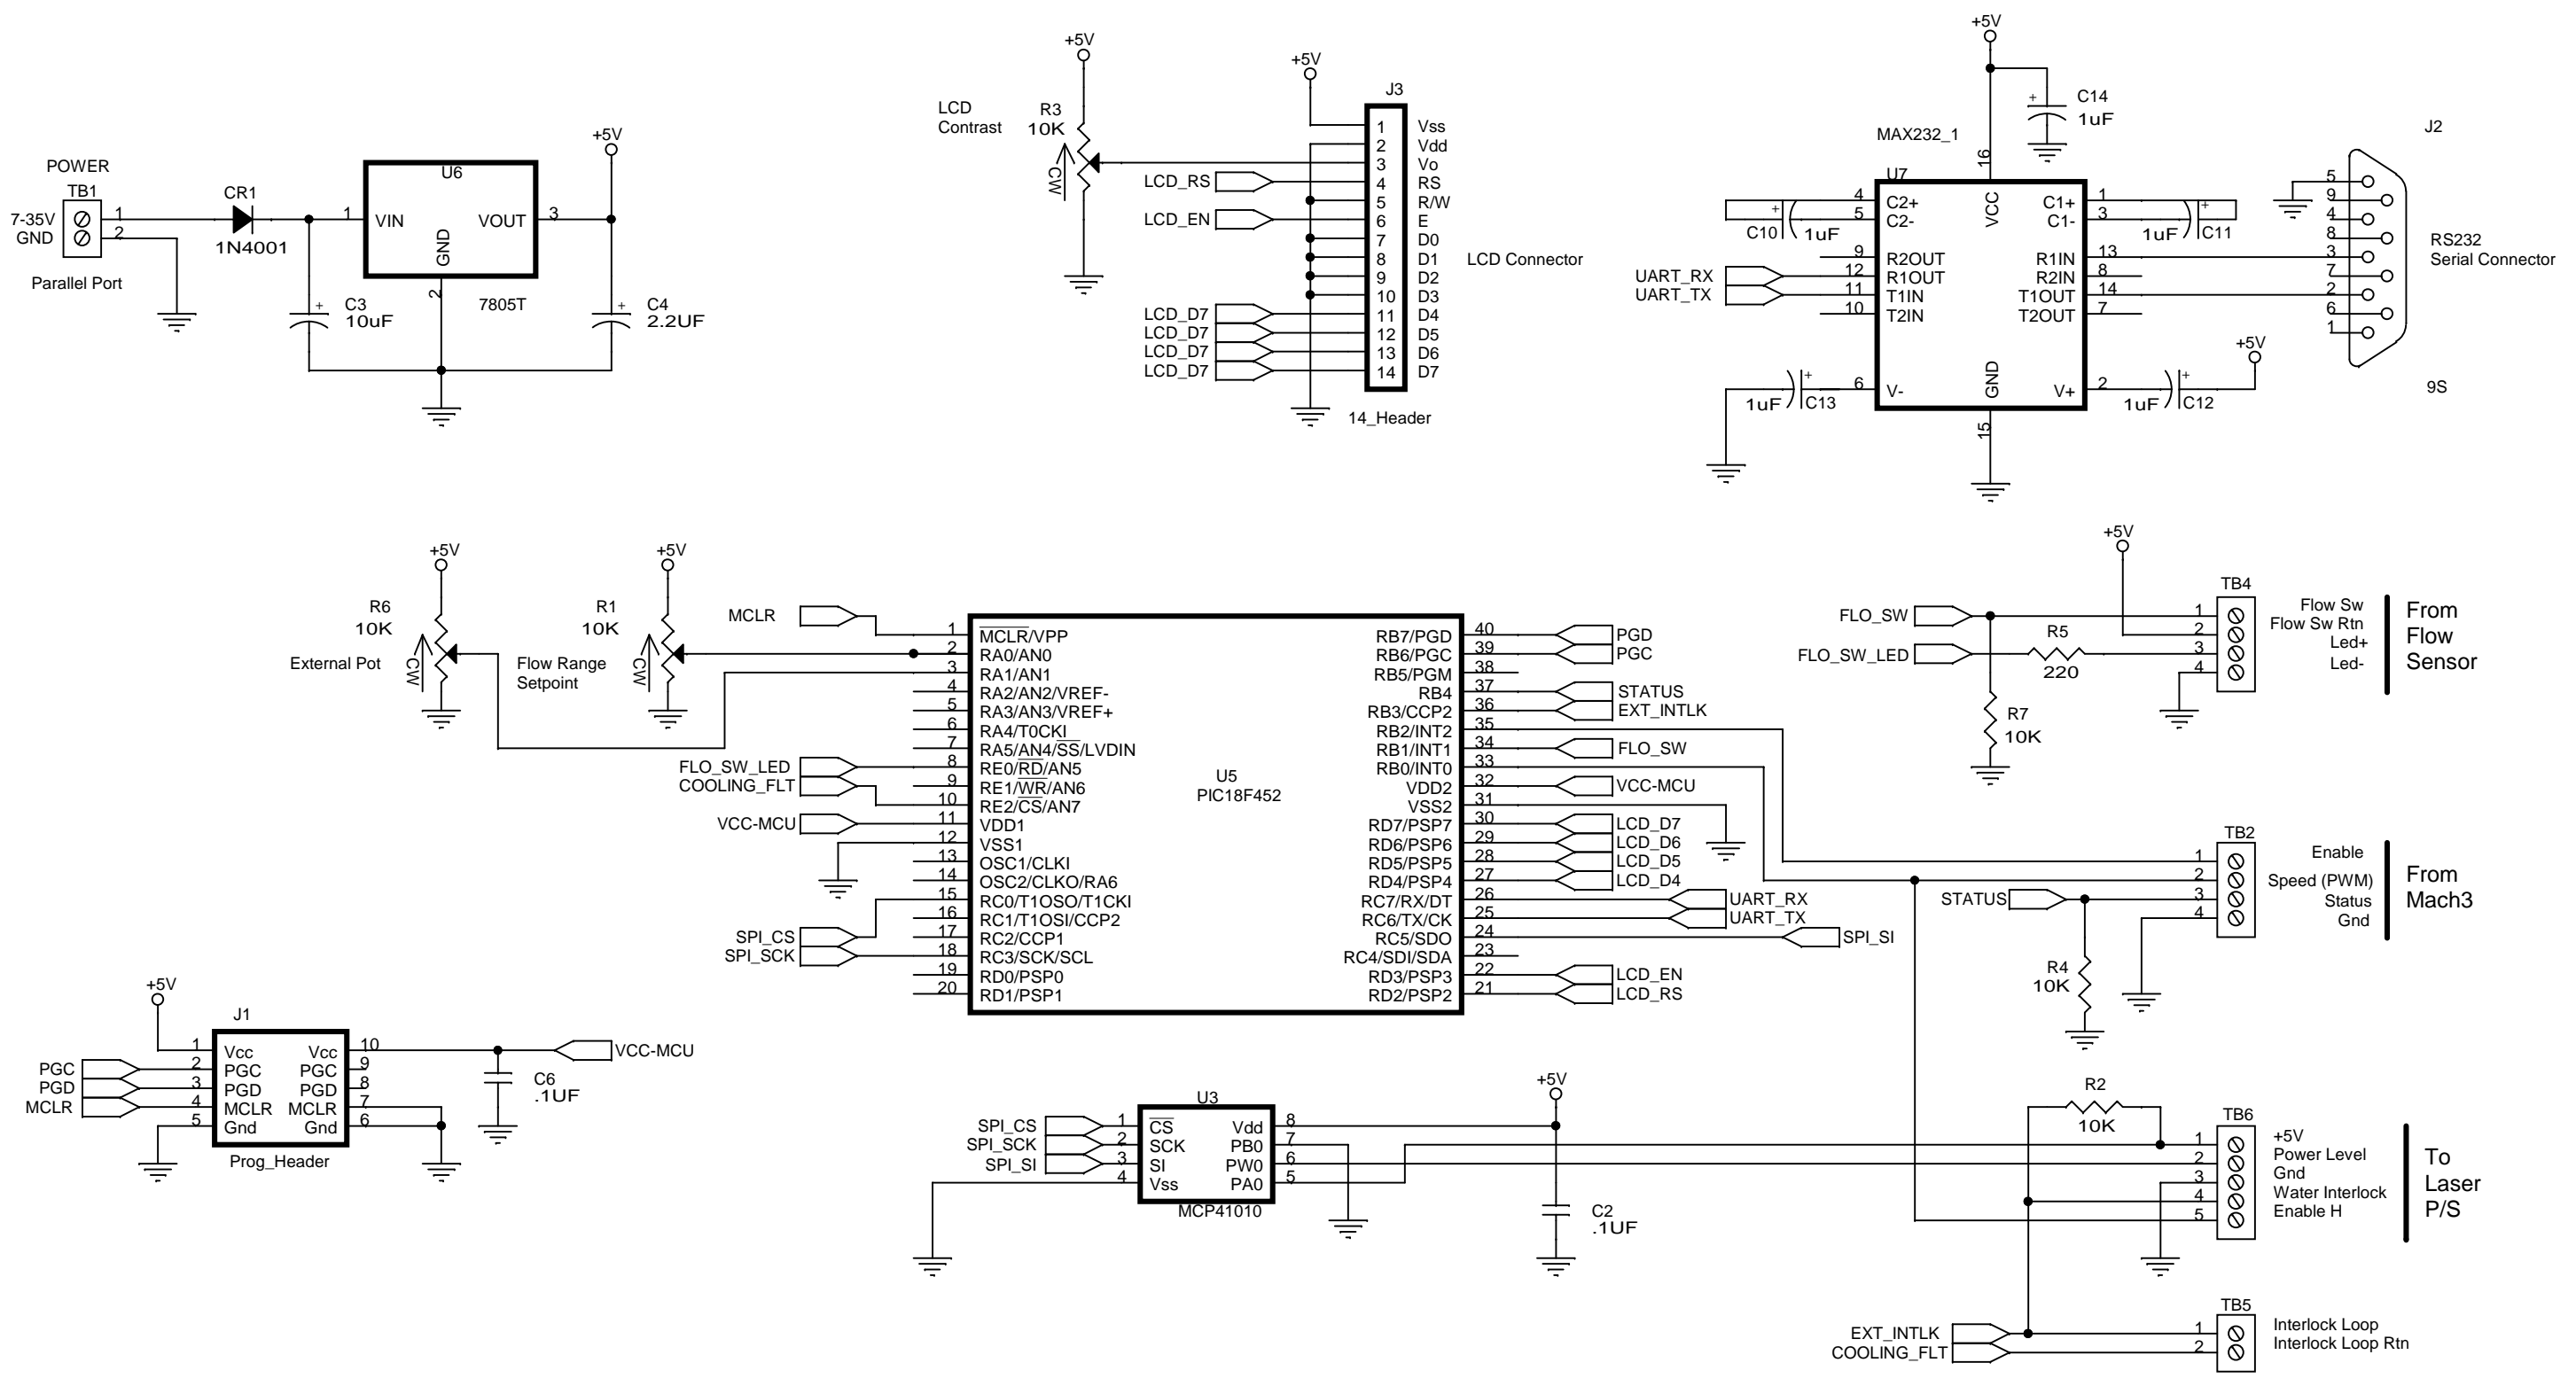 POWER
TB1
7-35V
GND
1
2
Parallel Port
CR1
1N4001
U6
1 VIN
VOUT 3
GND
2
7805T
+5V
+
C3
10uF
+
C4
2.2UF
LCD
Contrast
+5V
R3
10K
CW
+5V
J3
1 Vss
2 Vdd
3 Vo
LCD_RS 4 RS
5 R/W
LCD_EN 6 E
7 D0
8 D1
9 D2
10 D3
LCD_D7 11 D4
LCD_D7 12 D5
LCD_D7 13 D6
LCD_D7 14 D7
LCD Connector
14_Header
+5V
+
C14
1uF
MAX232_1
U7
16
VCC
4 C2+
5 C2-
9 R2OUT
UART_RX 12 R1OUT
UART_TX 11 T1IN
10 T2IN
6 V-
C1+ 1
C1- 3
R1IN 13
R2IN 8
T1OUT 14
T2OUT 7
V+ 2
GND
15
C10 + 1uF
1uF + C11
1uF + C13
1uF + C12
+5V
J2
5
9
4
8
3
7
2
6
1
RS232
Serial Connector
9S
+5V
R6
10K
CW
External Pot
+5V
R1
10K
CW
Flow Range
Setpoint
U5
PIC18F452
MCLR 1 MCLR/VPP
2 RA0/AN0
3 RA1/AN1
4 RA2/AN2/VREF-
5 RA3/AN3/VREF+
6 RA4/T0CKI
7 RA5/AN4/SS/LVDIN
FLO_SW_LED 8 RE0/RD/AN5
COOLING_FLT 9 RE1/WR/AN6
10 RE2/CS/AN7
VCC-MCU 11 VDD1
12 VSS1
13 OSC1/CLKI
14 OSC2/CLKO/RA6
15 RC0/T1OSO/T1CKI
16 RC1/T1OSI/CCP2
SPI_CS 17 RC2/CCP1
SPI_SCK 18 RC3/SCK/SCL
19 RD0/PSP0
20 RD1/PSP1
RB7/PGD 40 PGD
RB6/PGC 39 PGC
RB5/PGM 38
RB4 37 STATUS
RB3/CCP2 36 EXT_INTLK
RB2/INT2 35
RB1/INT1 34 FLO_SW
RB0/INT0 33
VDD2 32 VCC-MCU
VSS2 31
RD7/PSP7 30 LCD_D7
RD6/PSP6 29 LCD_D6
RD5/PSP5 28 LCD_D5
RD4/PSP4 27 LCD_D4
RC7/RX/DT 26 UART_RX
RC6/TX/CK 25 UART_TX
RC5/SDO 24 SPI_SI
RC4/SDI/SDA 23
RD3/PSP3 22 LCD_EN
RD2/PSP2 21 LCD_RS
+5V
TB4
FLO_SW
FLO_SW_LED
R5
220
R7
10K
1 Flow Sw
2 Flow Sw Rtn
3 Led+
4 Led-
From
Flow
Sensor
TB2
1 Enable
2 Speed (PWM)
STATUS 3 Status
4 Gnd
R4
10K
From
Mach3
+5V
J1
1 Vcc
PGC 2 PGC
PGD 3 PGD
MCLR 4 MCLR
5 Gnd
Vcc 10
PGC 9
PGD 8
MCLR 7
Gnd 6
Prog_Header
VCC-MCU
C6
.1UF
U3
SPI_CS 1 CS
SPI_SCK 2 SCK
SPI_SI 3 SI
4 Vss
Vdd 8
PB0 7
PW0 6
PA0 5
MCP41010
+5V
C2
.1UF
R2
10K
TB6
1 +5V
2 Power Level
3 Gnd
4 Water Interlock
5 Enable H
To
Laser
P/S
TB5
EXT_INTLK 1 Interlock Loop
COOLING_FLT 2 Interlock Loop Rtn